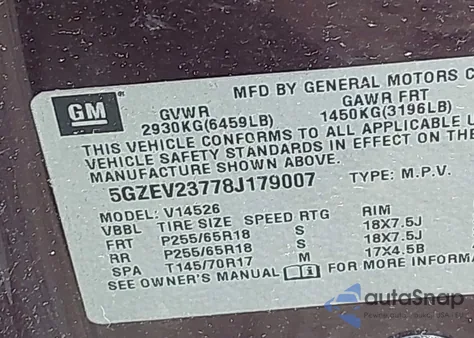 MFD BY GENERAL MOTORS C
GM
GVWR GAWR FRT
2930KG(6459LB) 1450KG(3196LB)
THIS VEHICLE CONFORMS TO ALL APPLICABLE
VEHICLE SAFETY STANDARDS IN EFFECT ON THE
MANUFACTURE SHOWN ABOVE.
5GZEV23778J179007 TYPE: M.P.V.
MODEL: V14526
VBBL TIRE SIZE SPEED RTG RIM
FRT P255/65R18 S 18X7.5J
RR P255/65R18 S 18X7.5J
SPA T145/70R17 M 17X4.5B
SEE OWNER'S MANUAL FOR MORE INFORMA
autaSnap